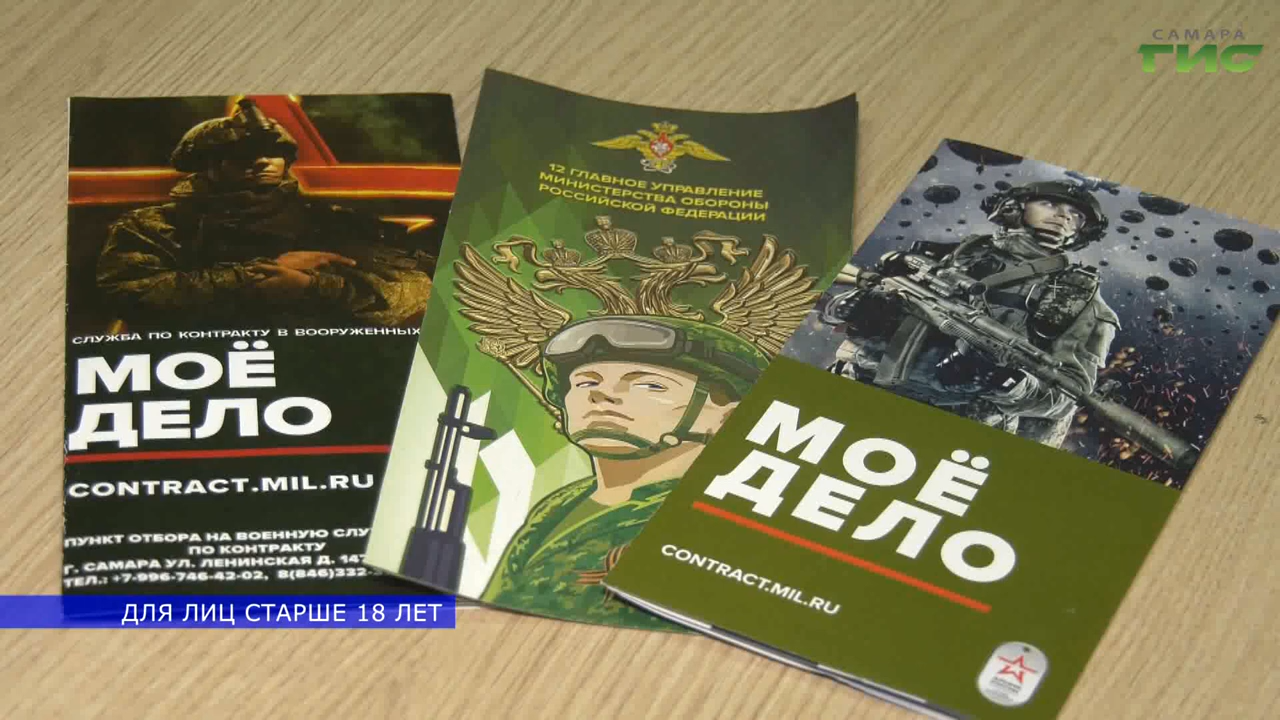 САМАРА
ГИС
СЛУЖБА ПО КОНТРАКТУ В ВООРУЖЕННЫХ
МОЁ
ДЕЛО
CONTRACT.MIL.RU
ПУНКТ ОТБОРА НА ВОЕННУЮ
ПО КОНТРАКТУ
Г. САМАРА УЛ. ЛЕНИНСКАЯ Д. 147
ТЕЛ.: +7-996-746-42-02, 8(846)332-
12 ГЛАВНОЕ УПРАВЛЕНИЕ
МИНИСТЕРСТВА ОБОРОНЫ
РОССИЙСКОЙ ФЕДЕРАЦИИ
МОЁ
ДЕЛО
CONTRACT.MIL.RU
ДЛЯ ЛИЦ СТАРШЕ 18 ЛЕТ